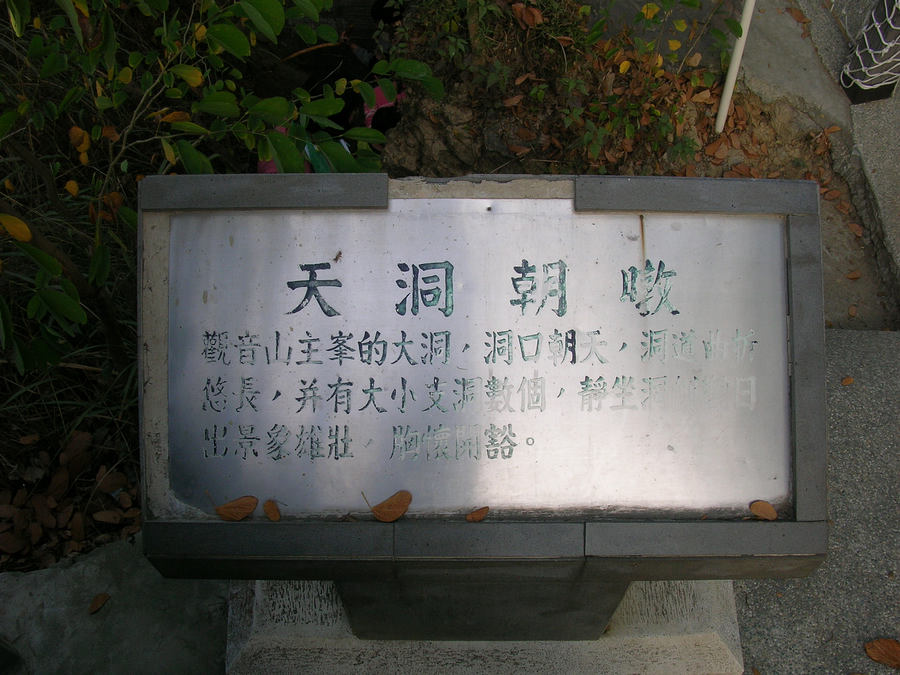 天洞朝暾
觀音山主峯的大洞，洞口朝天，洞道曲折
悠長，并有大小支洞數個，靜坐洞 日
出景象雄壯，胸懷開豁。